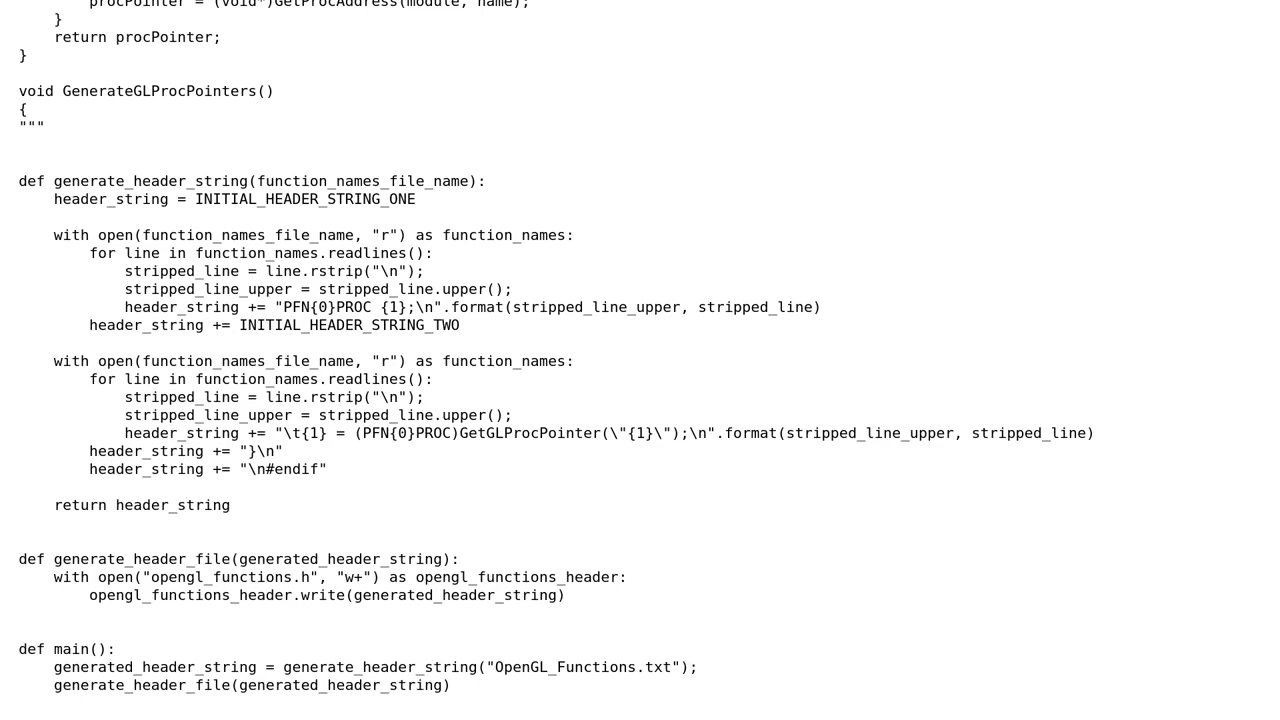 procPointer = (void*)GetProcAddress(module, name);
    }
    return procPointer;
}

void GenerateGLProcPointers()
{
"""


def generate_header_string(function_names_file_name):
    header_string = INITIAL_HEADER_STRING_ONE

    with open(function_names_file_name, "r") as function_names:
        for line in function_names.readlines():
            stripped_line = line.rstrip("\n");
            stripped_line_upper = stripped_line.upper();
            header_string += "PFN{0}PROC {1};\n".format(stripped_line_upper, stripped_line)
        header_string += INITIAL_HEADER_STRING_TWO

    with open(function_names_file_name, "r") as function_names:
        for line in function_names.readlines():
            stripped_line = line.rstrip("\n");
            stripped_line_upper = stripped_line.upper();
            header_string += "\t{1} = (PFN{0}PROC)GetGLProcPointer(\"{1}\");\n".format(stripped_line_upper, stripped_line)
        header_string += "}\n"
        header_string += "\n#endif"

    return header_string


def generate_header_file(generated_header_string):
    with open("opengl_functions.h", "w+") as opengl_functions_header:
        opengl_functions_header.write(generated_header_string)


def main():
    generated_header_string = generate_header_string("OpenGL_Functions.txt");
    generate_header_file(generated_header_string)